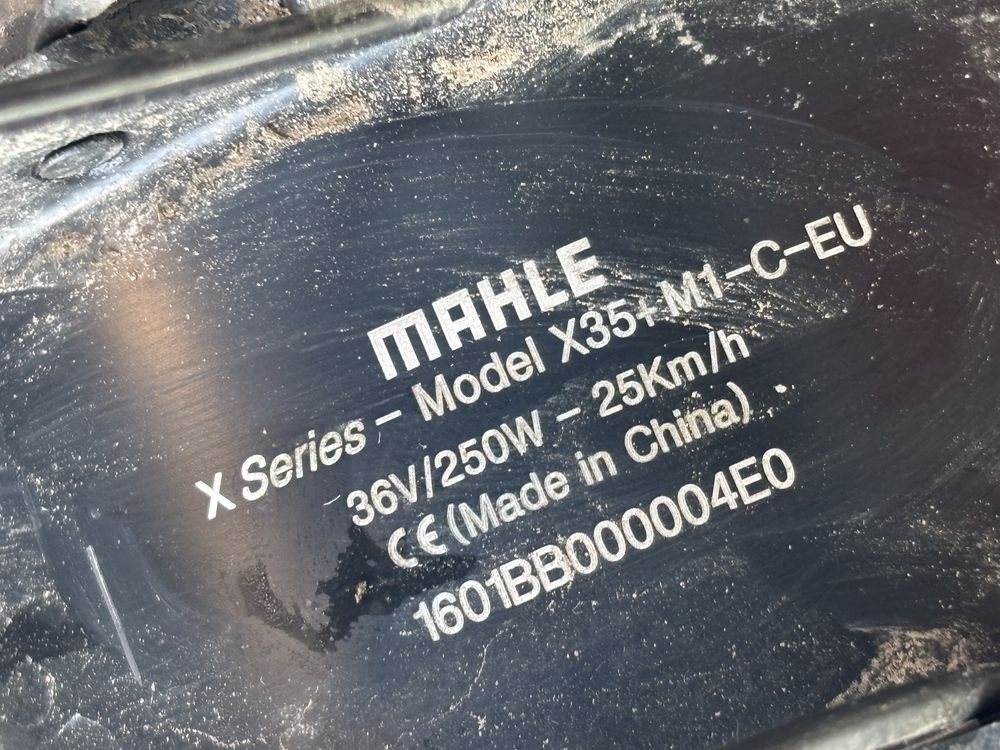 MAHLE
X Series - Model X35+M1-C-EU
36V/250W - 25Km/h
CE (Made in China)
1601BB000004E0